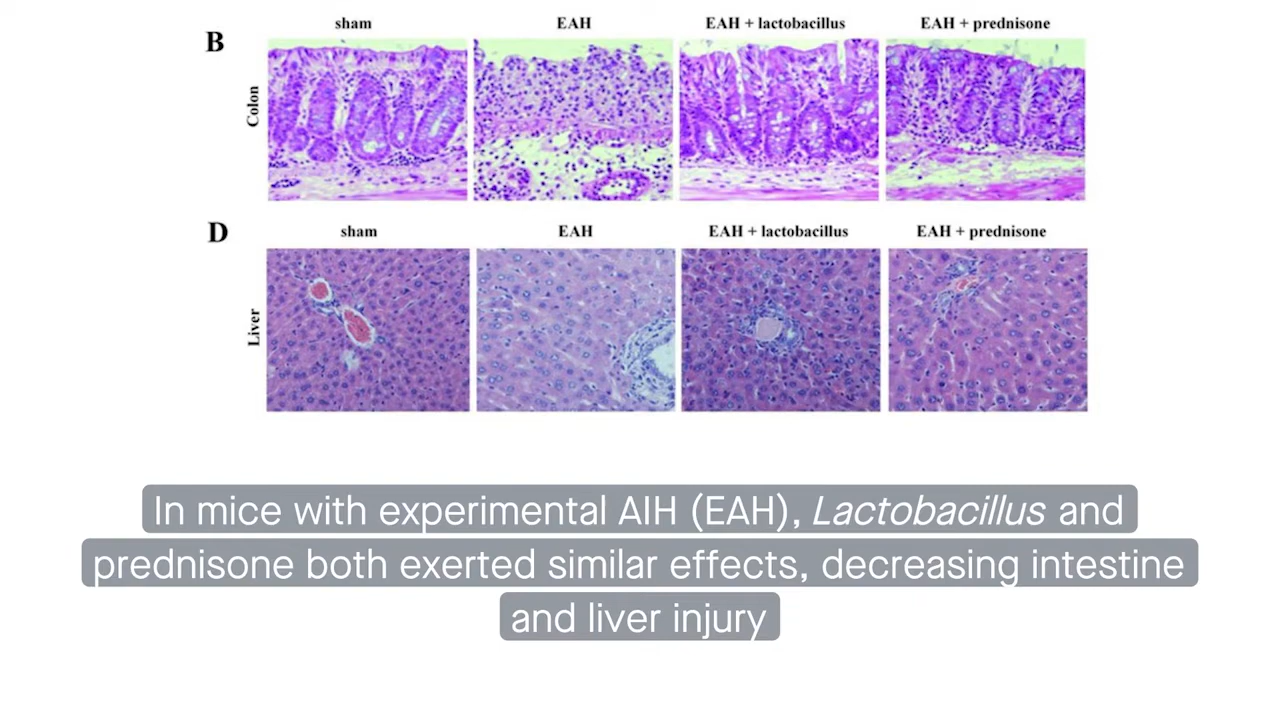 sham EAH EAH + lactobacillus EAH + prednisone
B
Colon
D
sham EAH EAH + lactobacillus EAH + prednisone
Liver
In mice with experimental AIH (EAH), Lactobacillus and
prednisone both exerted similar effects, decreasing intestine
and liver injury